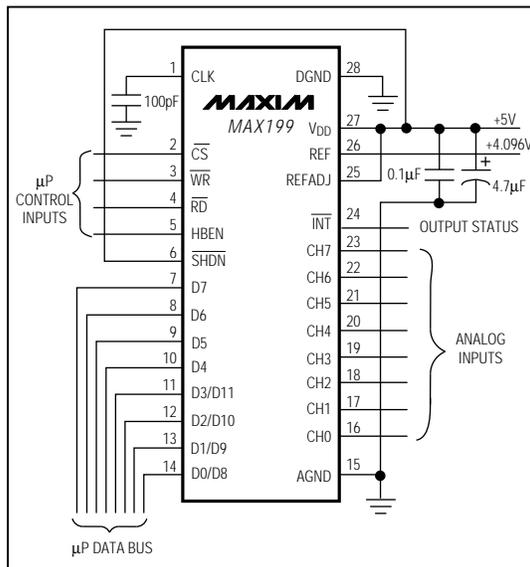 1 CLK
100pF
MAXIM
MAX199
DGND 28
VDD 27
+5V
REF 26
+4.096V
REFADJ 25
0.1µF
+
4.7µF
µP
CONTROL
INPUTS
2 CS
3 WR
4 RD
5 HBEN
6 SHDN
INT 24
OUTPUT STATUS
7 D7
8 D6
9 D5
10 D4
11 D3/D11
12 D2/D10
13 D1/D9
14 D0/D8
CH7 23
CH6 22
CH5 21
CH4 20
CH3 19
CH2 18
CH1 17
CH0 16
ANALOG
INPUTS
AGND 15
µP DATA BUS